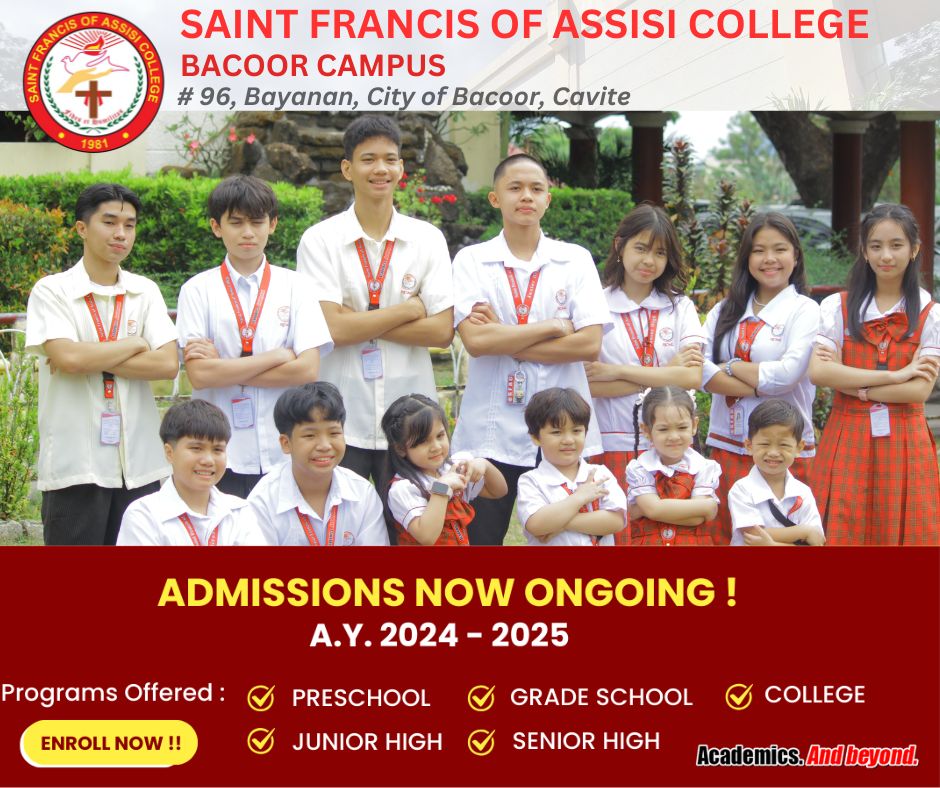 SAINT FRANCIS OF ASSISI COLLEGE
BACOOR CAMPUS
# 96, Bayanan, City of Bacoor, Cavite
SAINT FRANCIS OF ASSISI COLLEGE
1981
ADMISSIONS NOW ONGOING !
A.Y. 2024 - 2025
Programs Offered :
PRESCHOOL
GRADE SCHOOL
COLLEGE
JUNIOR HIGH
SENIOR HIGH
ENROLL NOW !!
Academics. And beyond.